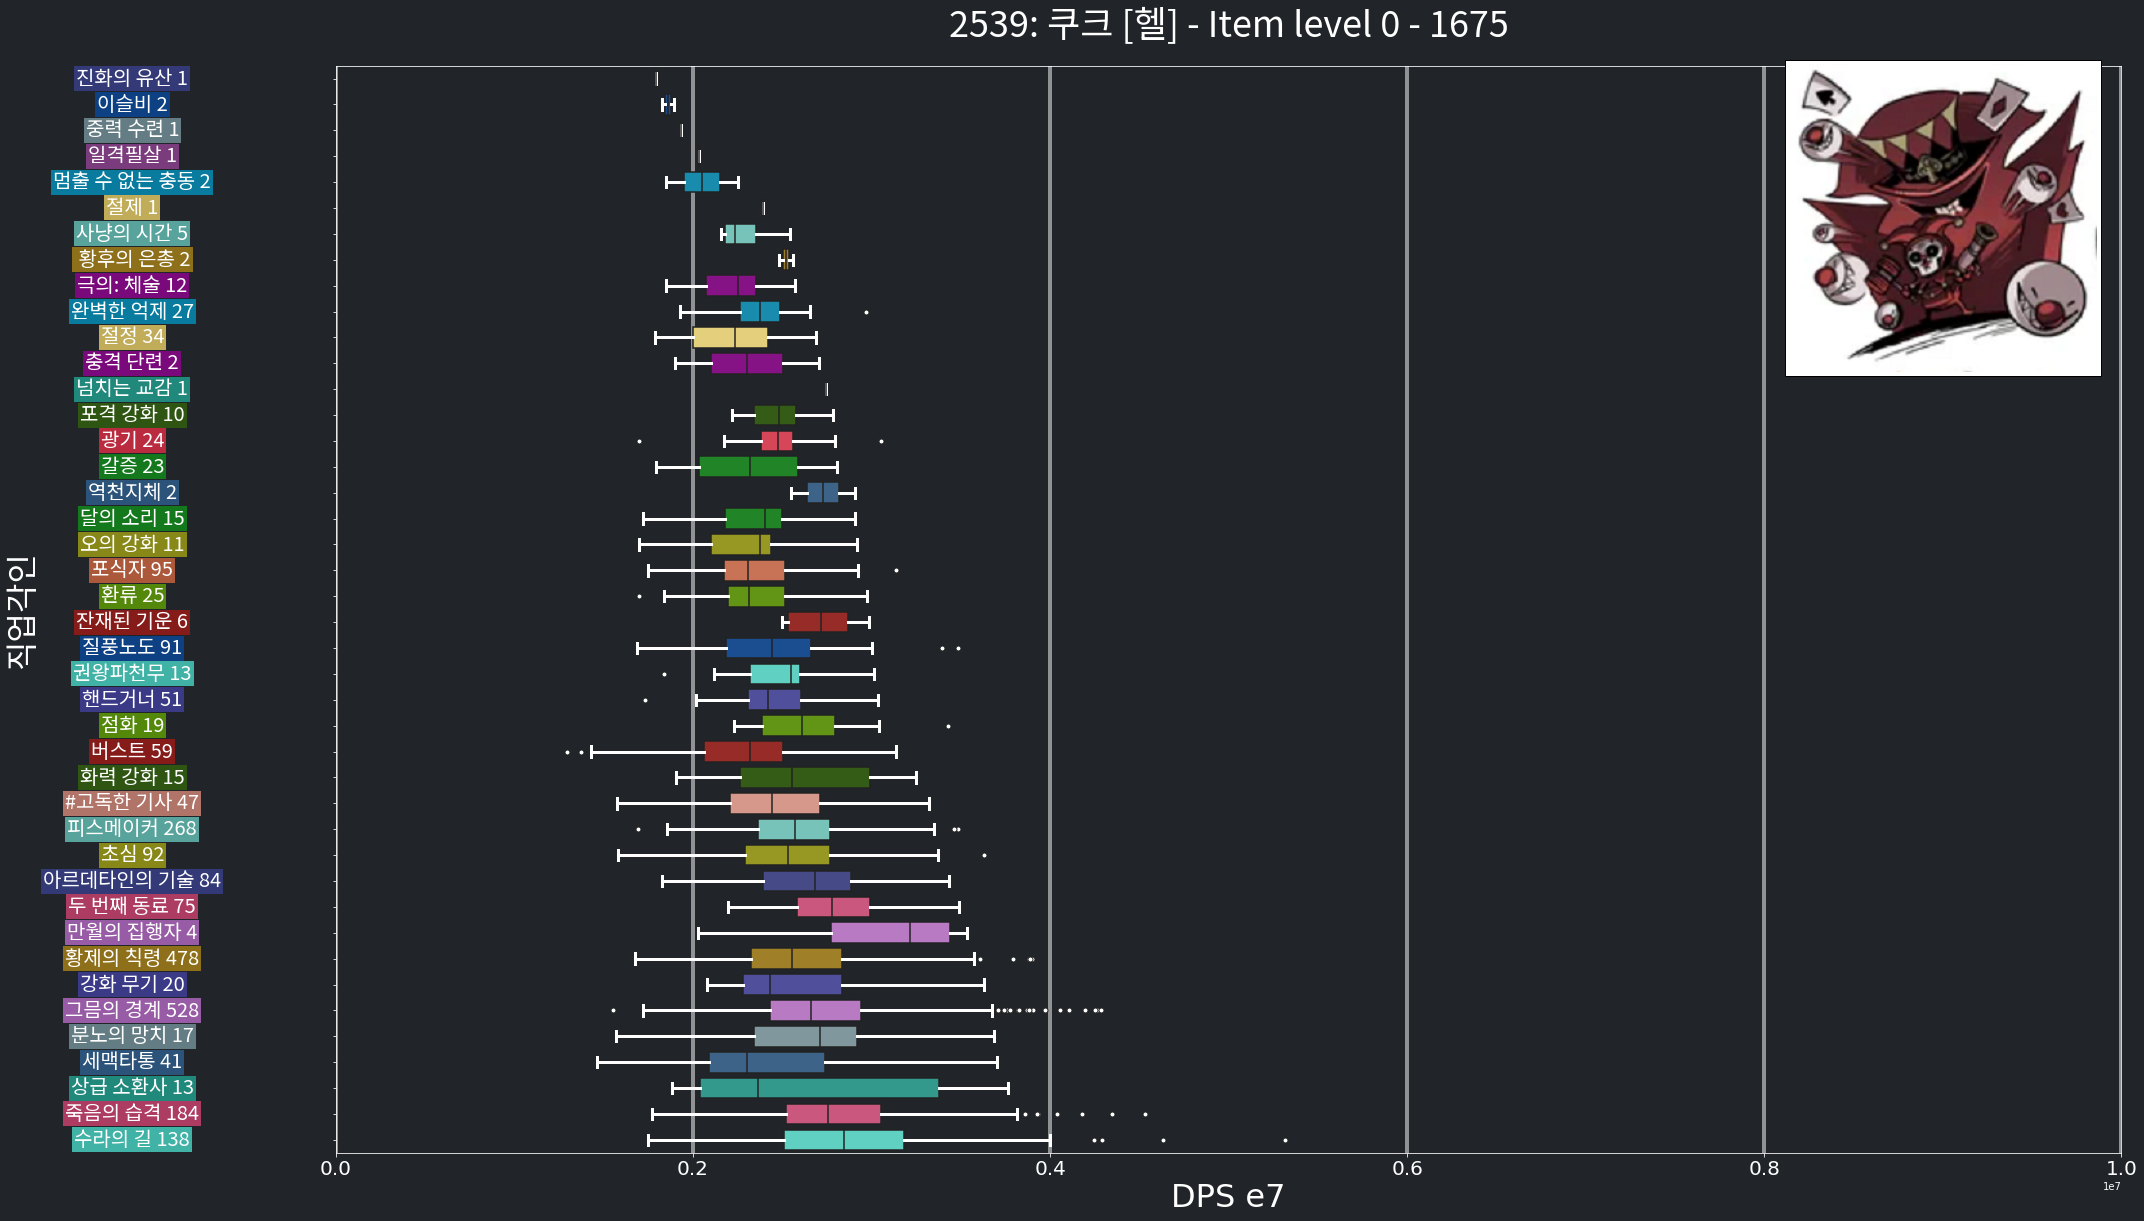 2539: 쿠크 [헬] - Item level 0 - 1675
진화의 유산 1
이슬비 2
중력 수련 1
일격필살 1
멈출 수 없는 충동 2
절제 1
사냥의 시간 5
황후의 은총 2
극의: 체술 12
완벽한 억제 27
절정 34
충격 단련 2
넘치는 교감 1
포격 강화 10
광기 24
갈증 23
역천지체 2
달의 소리 15
오의 강화 11
포식자 95
환류 25
잔재된 기운 6
질풍노도 91
권왕파천무 13
핸드거너 51
점화 19
버스트 59
화력 강화 15
#고독한 기사 47
피스메이커 268
초심 92
아르데타인의 기술 84
두 번째 동료 75
만월의 집행자 4
황제의 칙령 478
강화 무기 20
그믐의 경계 528
분노의 망치 17
세맥타통 41
상급 소환사 13
죽음의 습격 184
수라의 길 138
직업각인
0.0 0.2 0.4 0.6 0.8 1.0
1e7
DPS e7